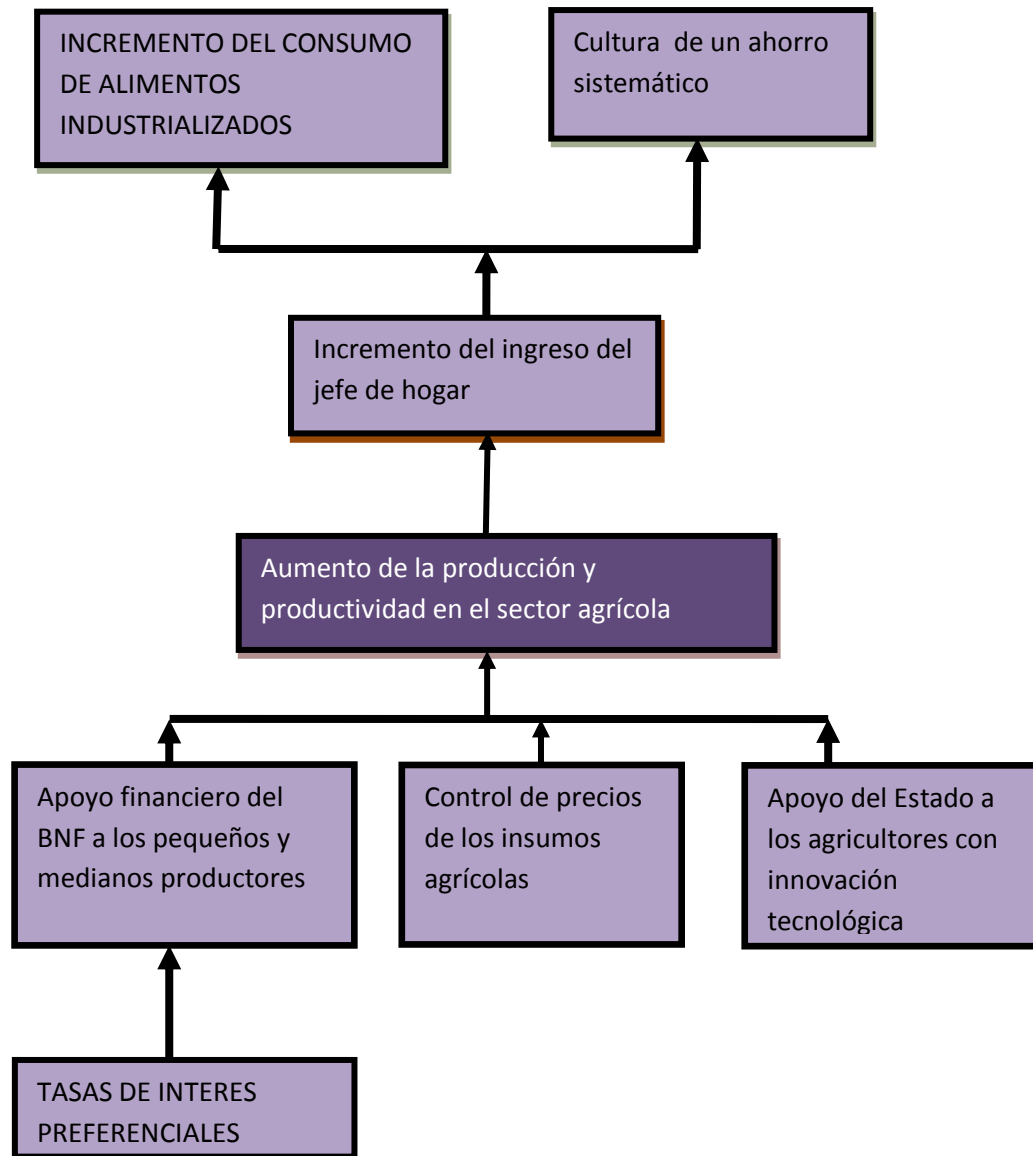 INCREMENTO DEL CONSUMO
DE ALIMENTOS
INDUSTRIALIZADOS
Cultura  de un ahorro
sistemático
Incremento del ingreso del
jefe de hogar
Aumento de la producción y
productividad en el sector agrícola
Apoyo financiero del
BNF a los pequeños y
medianos productores
Control de precios
de los insumos
agrícolas
Apoyo del Estado a
los agricultores con
innovación
tecnológica
TASAS DE INTERES
PREFERENCIALES